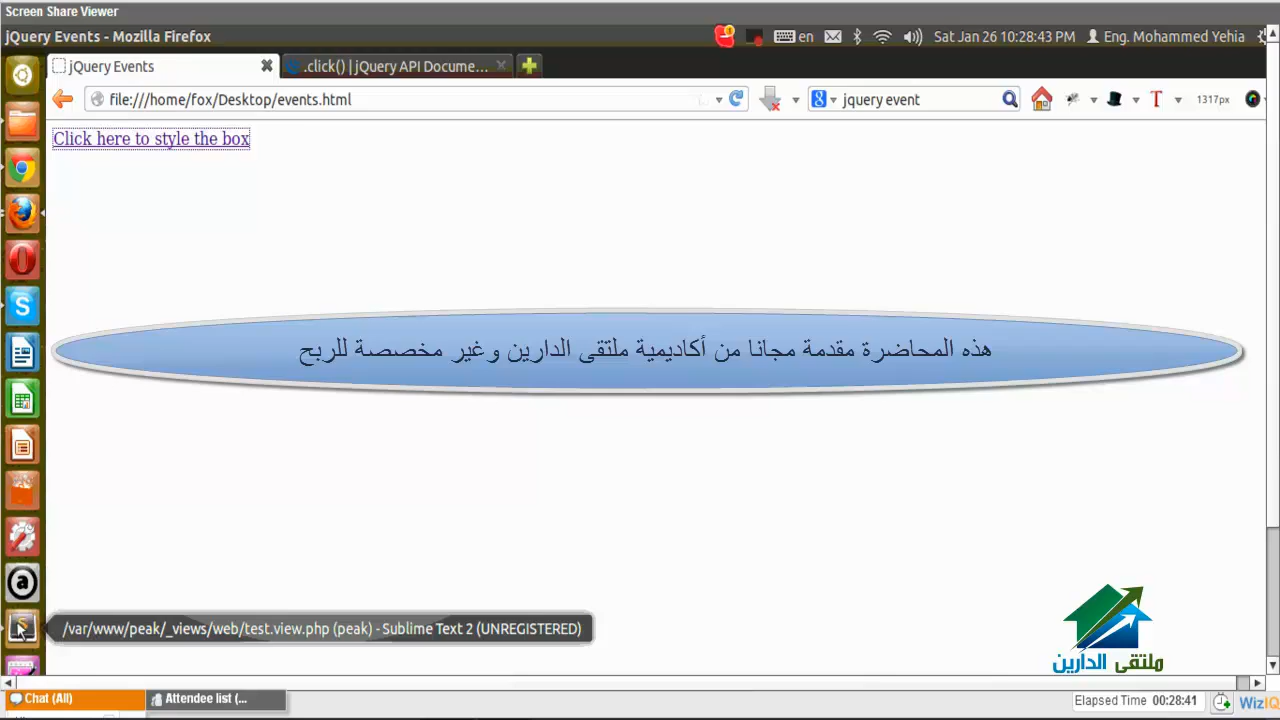 Screen Share Viewer
jQuery Events - Mozilla Firefox
en
Sat Jan 26 10:28:43 PM
Eng. Mohammed Yehia
jQuery Events
.click() | jQuery API Docume...
file:///home/fox/Desktop/events.html
jquery event
1317px
Click here to style the box
هذه المحاضرة مقدمة مجانا من أكاديمية ملتقى الدارين وغير مخصصة للربح
/var/www/peak/_views/web/test.view.php (peak) - Sublime Text 2 (UNREGISTERED)
ملتقى الدارين
Chat (All)
Attendee list (...
Elapsed Time 00:28:41
WizIQ